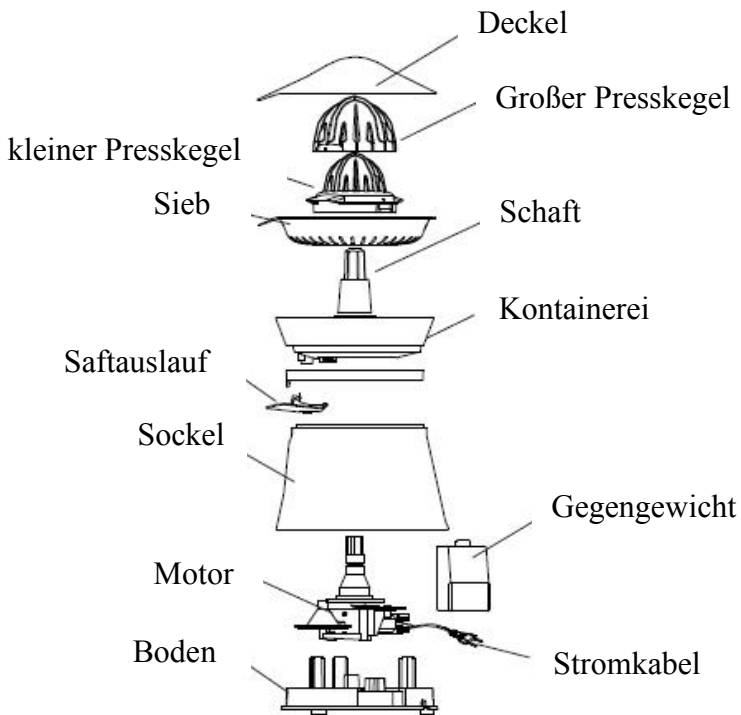 Deckel
Großer Presskegel
kleiner Presskegel
Sieb
Schaft
Kontainerei
Saftauslauf
Sockel
Gegengewicht
Motor
Boden
Stromkabel